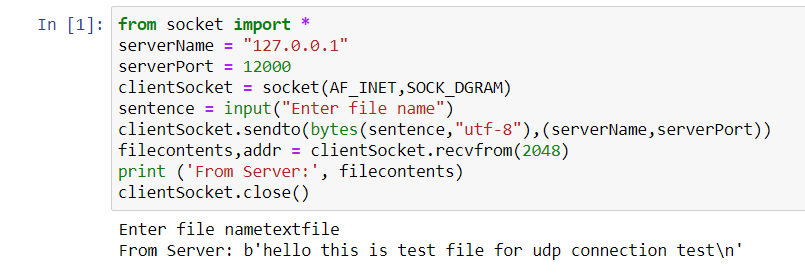 In [1]: from socket import *
serverName = "127.0.0.1"
serverPort = 12000
clientSocket = socket(AF_INET,SOCK_DGRAM)
sentence = input("Enter file name")
clientSocket.sendto(bytes(sentence,"utf-8"),(serverName,serverPort))
filecontents,addr = clientSocket.recvfrom(2048)
print ('From Server:', filecontents)
clientSocket.close()
Enter file nametextfile
From Server: b'hello this is test file for udp connection test\n'